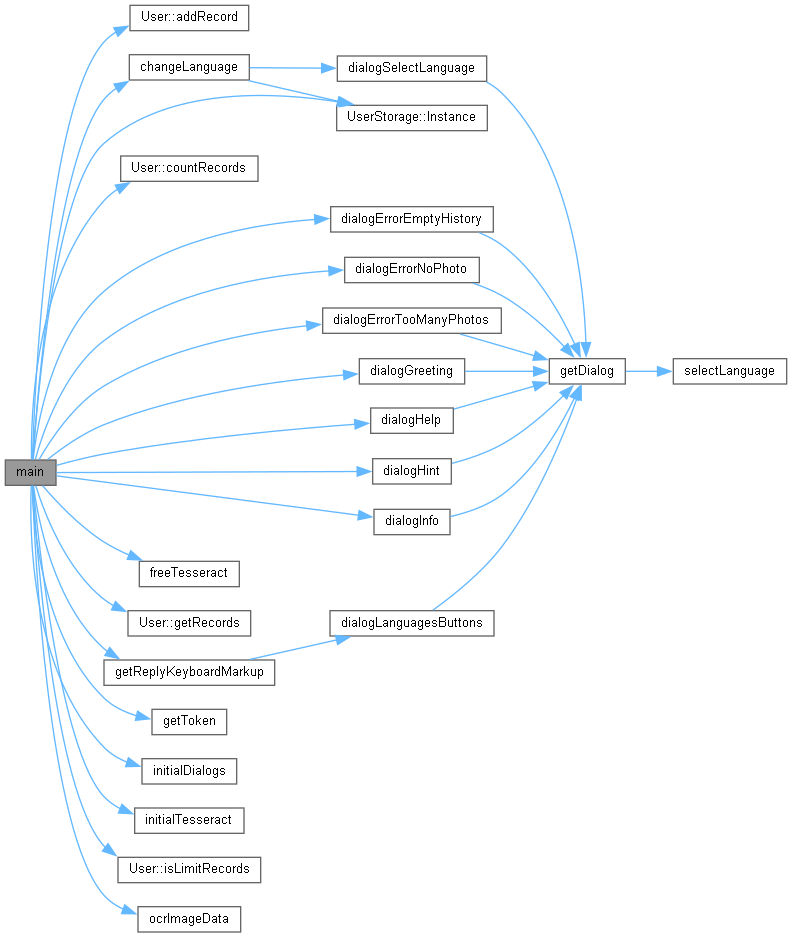 User::addRecord
changeLanguage
dialogSelectLanguage
UserStorage::Instance
User::countRecords
dialogErrorEmptyHistory
dialogErrorNoPhoto
dialogErrorTooManyPhotos
dialogGreeting
getDialog
selectLanguage
dialogHelp
main
dialogHint
dialogInfo
freeTesseract
User::getRecords
dialogLanguagesButtons
getReplyKeyboardMarkup
getToken
initialDialogs
initialTesseract
User::isLimitRecords
ocrImageData